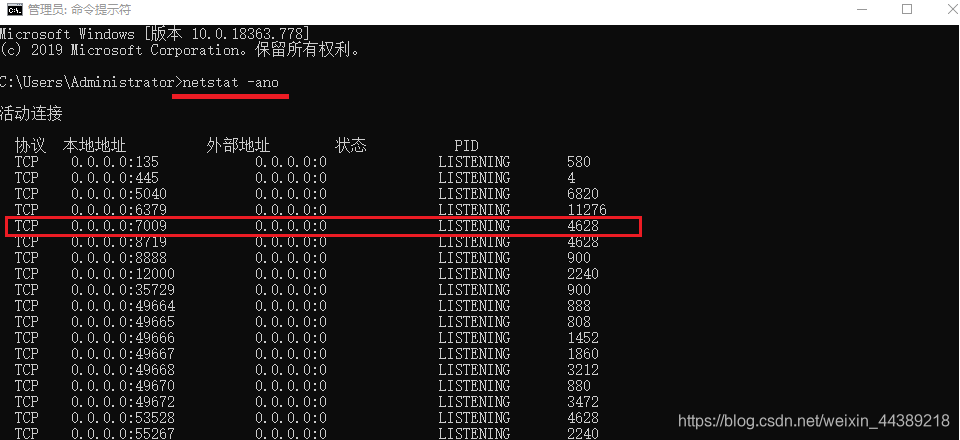 管理员: 命令提示符
Microsoft Windows [版本 10.0.18363.778]
(c) 2019 Microsoft Corporation。保留所有权利。
C:\Users\Administrator>netstat -ano
活动连接
协议 本地地址 外部地址 状态 PID
TCP 0.0.0.0:135 0.0.0.0:0 LISTENING 580
TCP 0.0.0.0:445 0.0.0.0:0 LISTENING 4
TCP 0.0.0.0:5040 0.0.0.0:0 LISTENING 6820
TCP 0.0.0.0:6379 0.0.0.0:0 LISTENING 11276
TCP 0.0.0.0:7009 0.0.0.0:0 LISTENING 4628
TCP 0.0.0.0:8719 0.0.0.0:0 LISTENING 4628
TCP 0.0.0.0:8888 0.0.0.0:0 LISTENING 900
TCP 0.0.0.0:12000 0.0.0.0:0 LISTENING 2240
TCP 0.0.0.0:35729 0.0.0.0:0 LISTENING 900
TCP 0.0.0.0:49664 0.0.0.0:0 LISTENING 888
TCP 0.0.0.0:49665 0.0.0.0:0 LISTENING 808
TCP 0.0.0.0:49666 0.0.0.0:0 LISTENING 1452
TCP 0.0.0.0:49667 0.0.0.0:0 LISTENING 1860
TCP 0.0.0.0:49668 0.0.0.0:0 LISTENING 3212
TCP 0.0.0.0:49670 0.0.0.0:0 LISTENING 880
TCP 0.0.0.0:49672 0.0.0.0:0 LISTENING 3472
TCP 0.0.0.0:53528 0.0.0.0:0 LISTENING 4628
TCP 0.0.0.0:55267 0.0.0.0:0 LISTENING 2240
https://blog.csdn.net/weixin_44389218